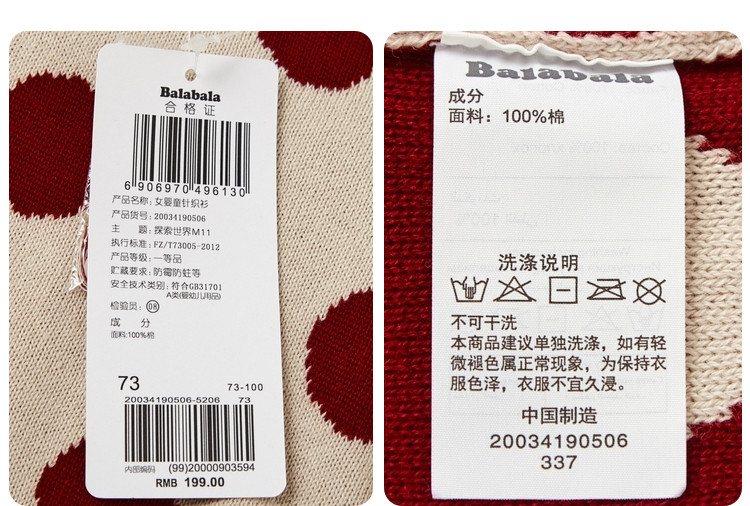 Balabala
合格证
6 906970 496130
产品名称：女婴童针织衫
产品货号：20034190506
主 题：探索世界M11
执行标准：FZ/T73005-2012
产品等级：一等品
贮藏要求：防霉防蛀等
安全技术类别：符合GB31701
A类(婴幼儿用品)
检验员：08
成 分
面料:100%棉
73 73-100
20034190506-5206 73
内部编码 (99)20000903594
RMB 199.00
Balabala
成分
面料：100%棉
洗涤说明
不可干洗
本商品建议单独洗涤，如有轻
微褪色属正常现象，为保持衣
服色泽，衣服不宜久浸。
中国制造
20034190506
337